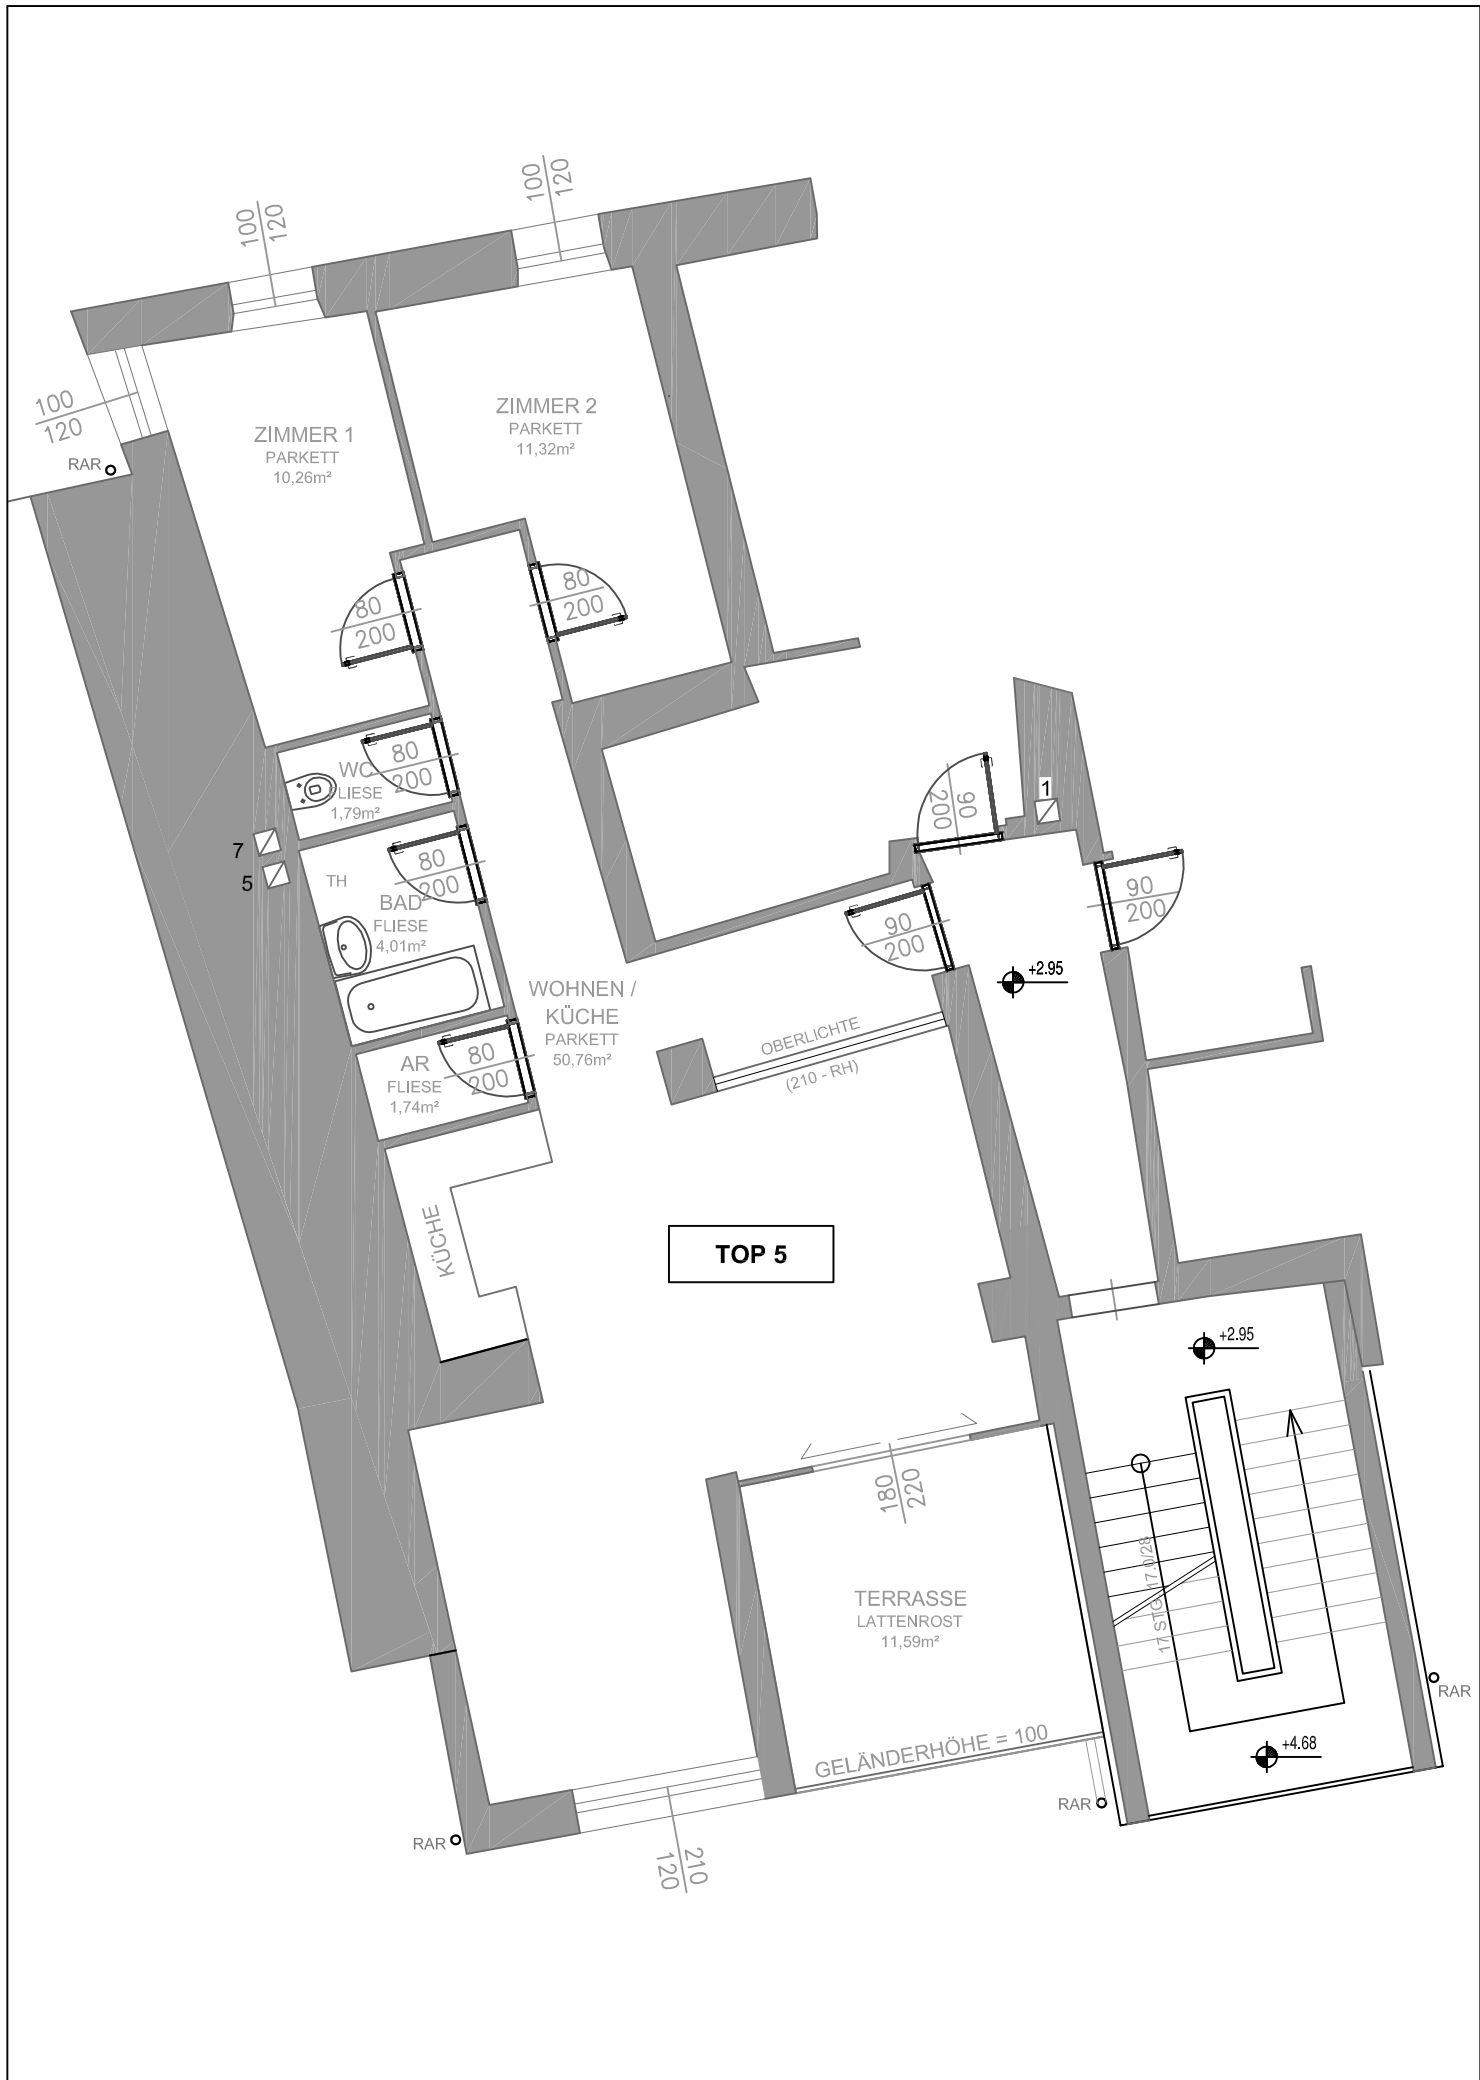 100
120
100
120
100
120
RAR
ZIMMER 1
PARKETT
10,26m²
ZIMMER 2
PARKETT
11,32m²
80
200
80
200
80
200
WC
FLIESE
1,79m²
7
5
80
200
TH
BAD
FLIESE
4,01m²
90
200
1
90
200
90
200
+2.95
WOHNEN /
KÜCHE
PARKETT
50,76m²
OBERLICHTE
(210 - RH)
80
200
AR
FLIESE
1,74m²
KÜCHE
TOP 5
+2.95
180
220
17 STG. 17.0/28
TERRASSE
LATTENROST
11,59m²
GELÄNDERHÖHE = 100
RAR
+4.68
RAR
RAR
210
120